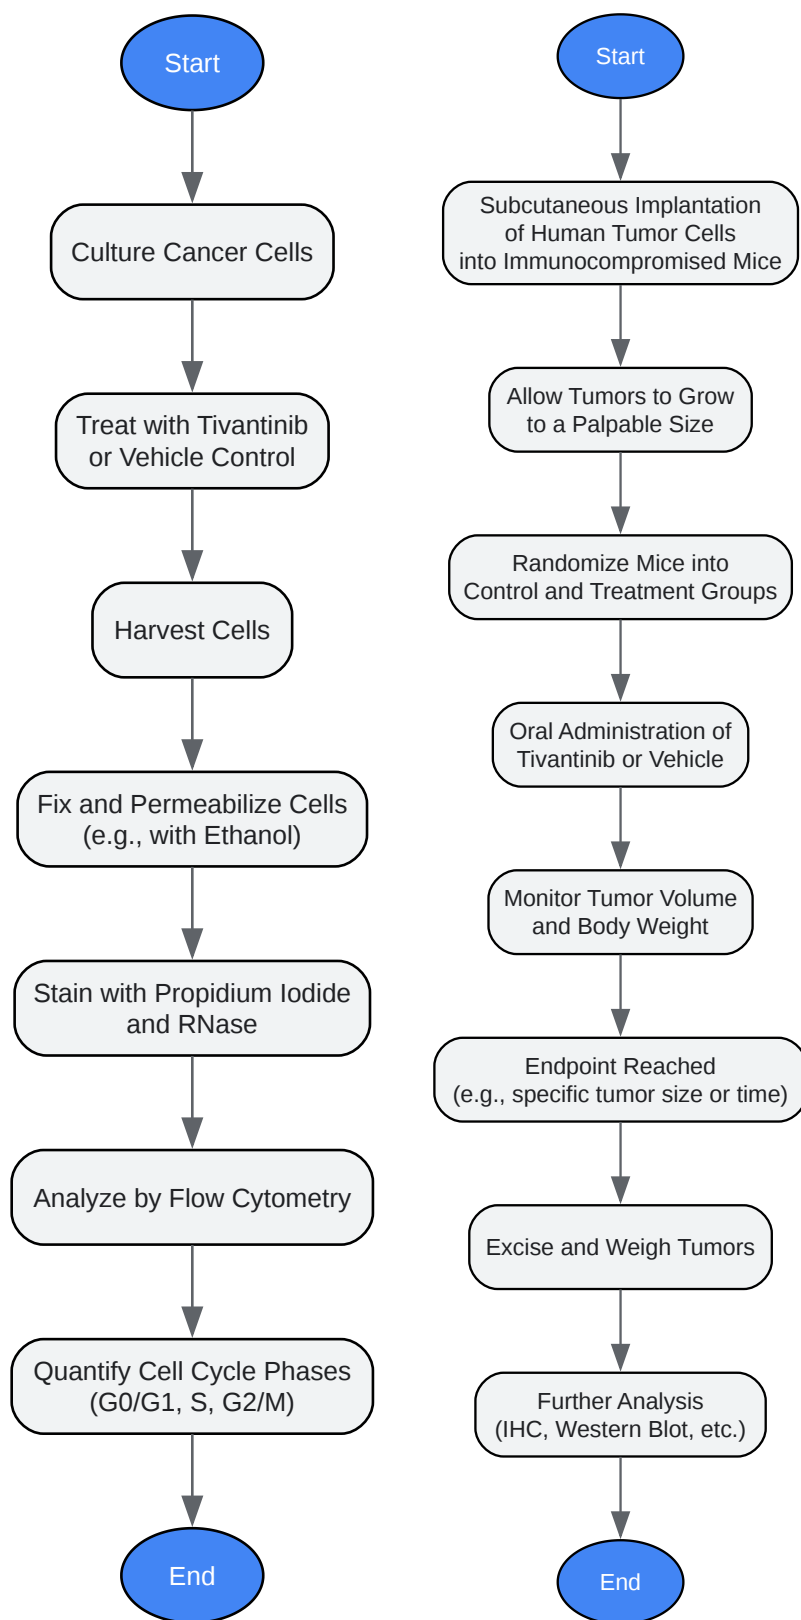 Start
Culture Cancer Cells
Treat with Tivantinib
or Vehicle Control
Harvest Cells
Fix and Permeabilize Cells
(e.g., with Ethanol)
Stain with Propidium Iodide
and RNase
Analyze by Flow Cytometry
Quantify Cell Cycle Phases
(G0/G1, S, G2/M)
End
Start
Subcutaneous Implantation
of Human Tumor Cells
into Immunocompromised Mice
Allow Tumors to Grow
to a Palpable Size
Randomize Mice into
Control and Treatment Groups
Oral Administration of
Tivantinib or Vehicle
Monitor Tumor Volume
and Body Weight
Endpoint Reached
(e.g., specific tumor size or time)
Excise and Weigh Tumors
Further Analysis
(IHC, Western Blot, etc.)
End